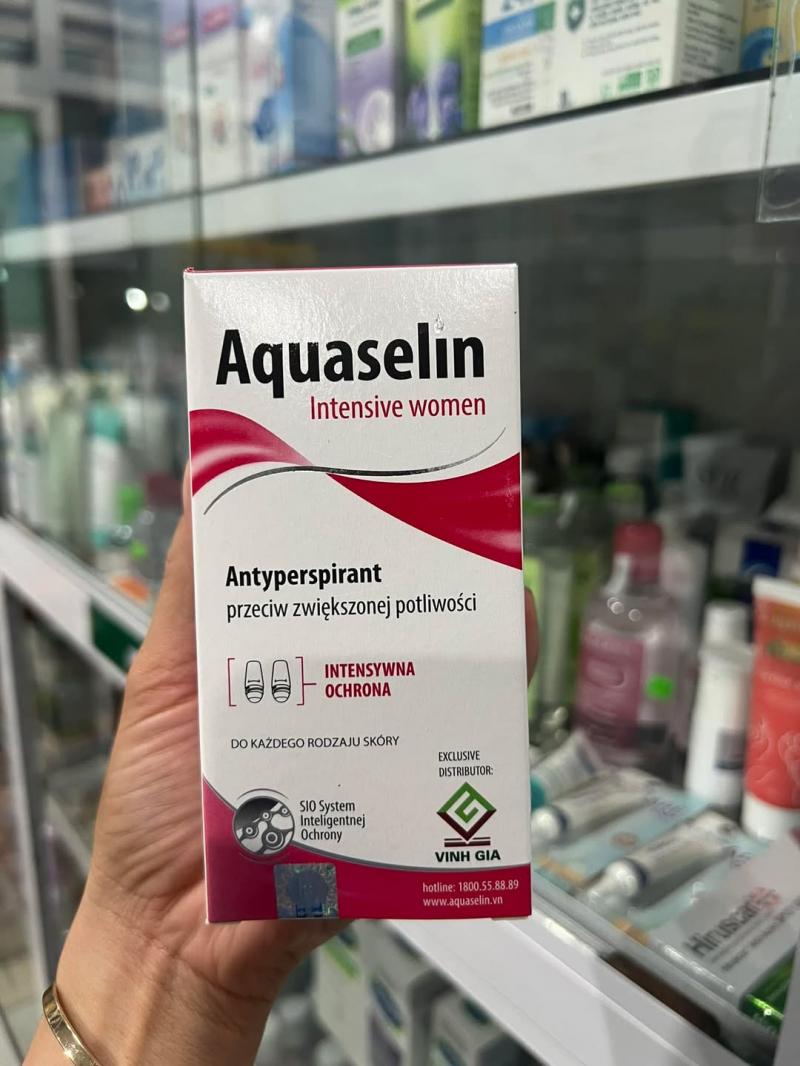 Aquaselin
Intensive women
Antyperspirant
przeciw zwiększonej potliwości
INTENSYWNA
OCHRONA
DO KAŻDEGO RODZAJU SKÓRY
EXCLUSIVE
DISTRIBUTOR:
SIO System
Inteligentnej
Ochrony
VINH GIA
hotline: 1800.55.88.89
www.aquaselin.vn
Hiruscar